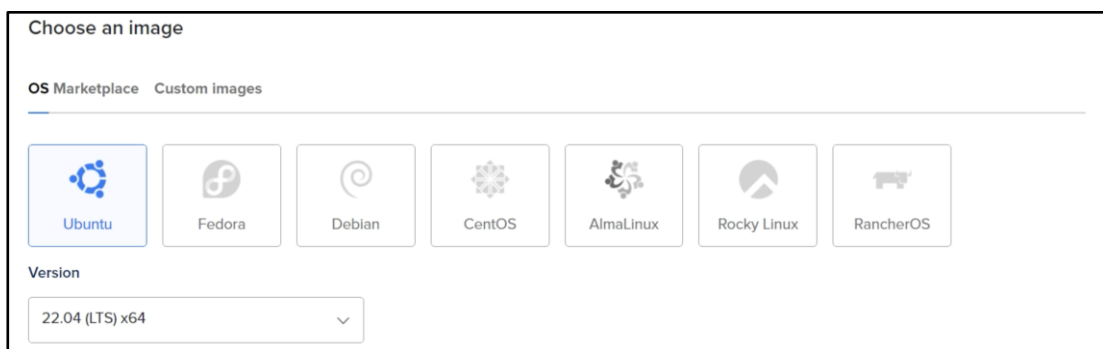 Choose an image
OS Marketplace Custom images
Ubuntu Fedora Debian CentOS AlmaLinux Rocky Linux RancherOS
Version
22.04 (LTS) x64